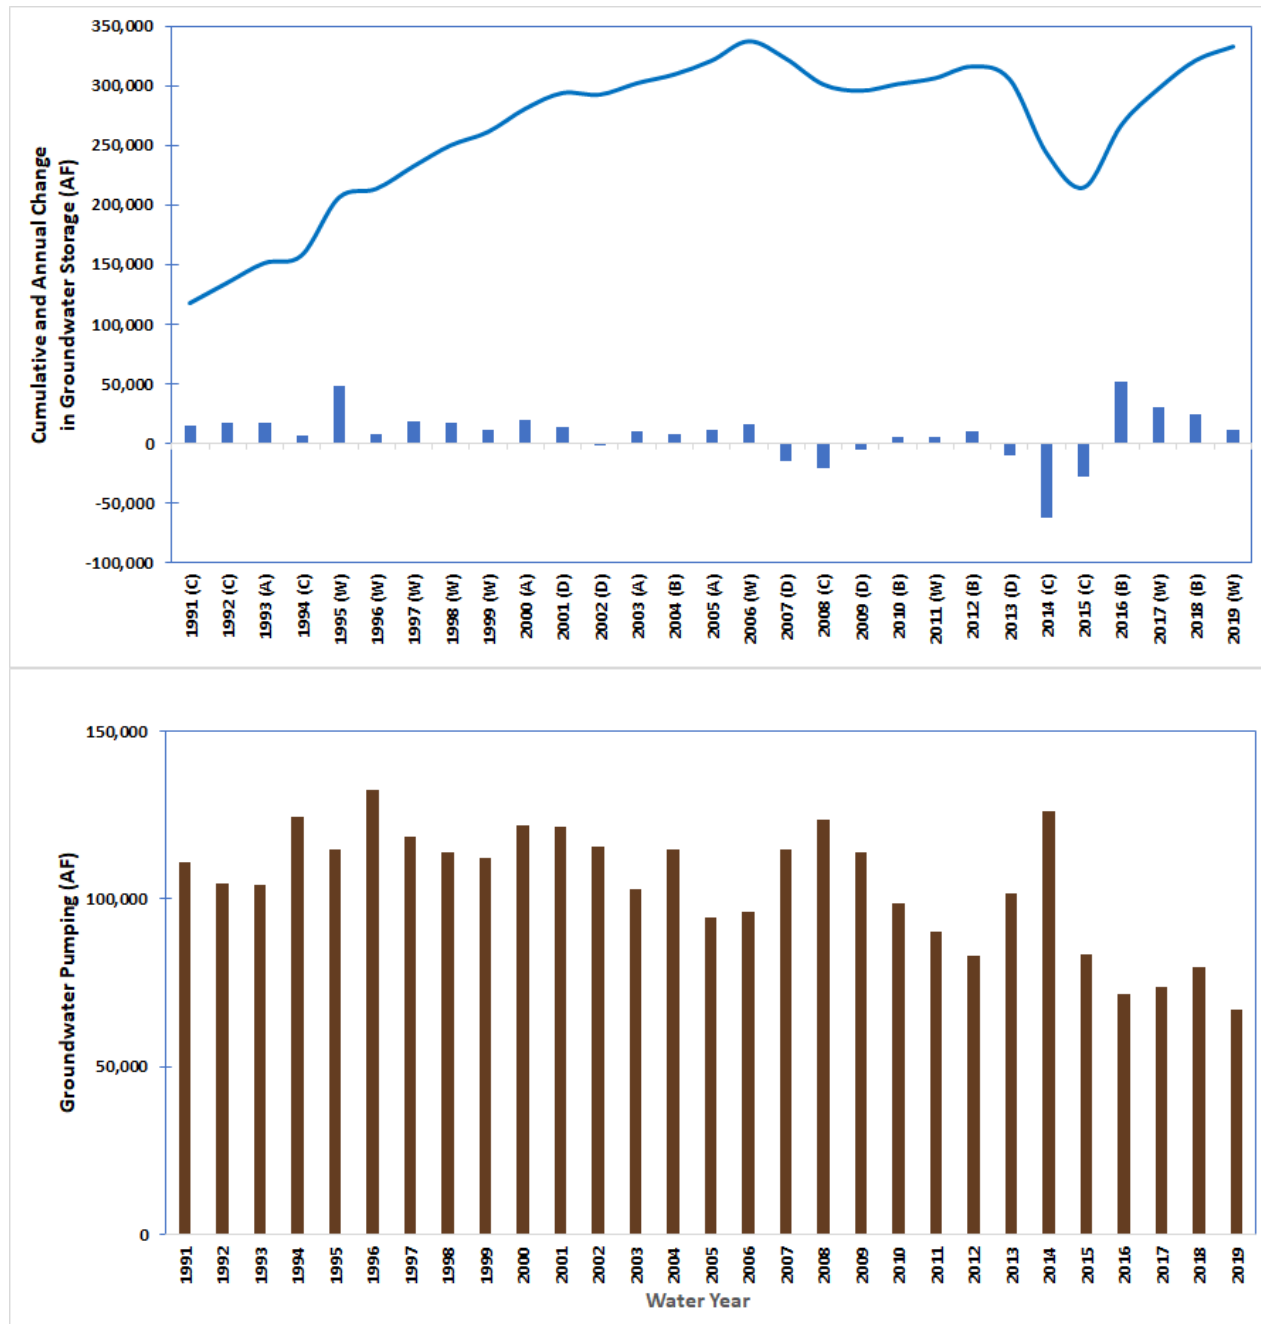 Cumulative and Annual Change
in Groundwater Storage (AF)
350,000
300,000
250,000
200,000
150,000
100,000
50,000
0
-50,000
-100,000
1991 (C)
1992 (C)
1993 (A)
1994 (C)
1995 (W)
1996 (W)
1997 (W)
1998 (W)
1999 (W)
2000 (A)
2001 (D)
2002 (D)
2003 (A)
2004 (B)
2005 (A)
2006 (W)
2007 (D)
2008 (C)
2009 (D)
2010 (B)
2011 (W)
2012 (B)
2013 (D)
2014 (C)
2015 (C)
2016 (B)
2017 (W)
2018 (B)
2019 (W)
Groundwater Pumping (AF)
150,000
100,000
50,000
0
1991
1992
1993
1994
1995
1996
1997
1998
1999
2000
2001
2002
2003
2004
2005
2006
2007
2008
2009
2010
2011
2012
2013
2014
2015
2016
2017
2018
2019
Water Year